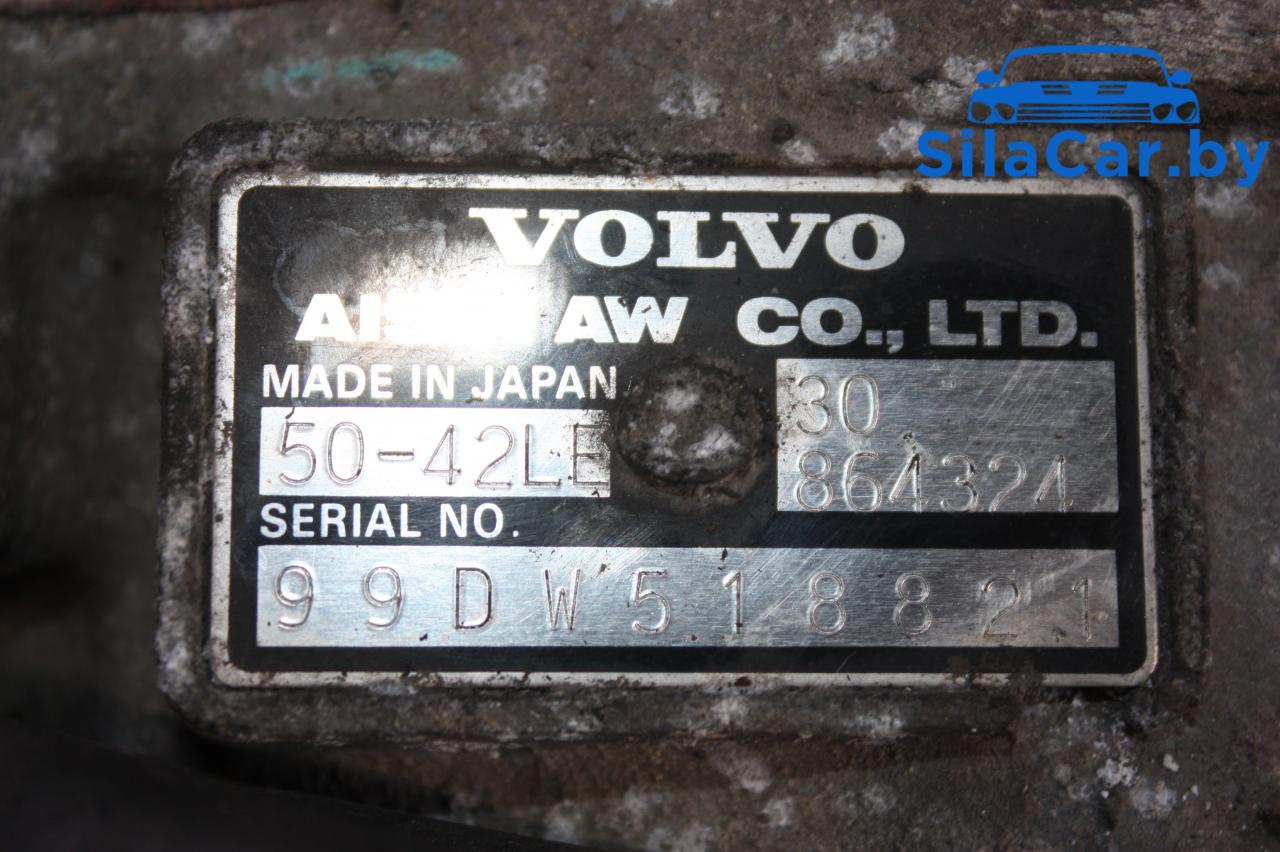 SilaCar.by
VOLVO
AW CO., LTD.
MADE IN JAPAN
30
50-42LE
864324
SERIAL NO.
99DW518821